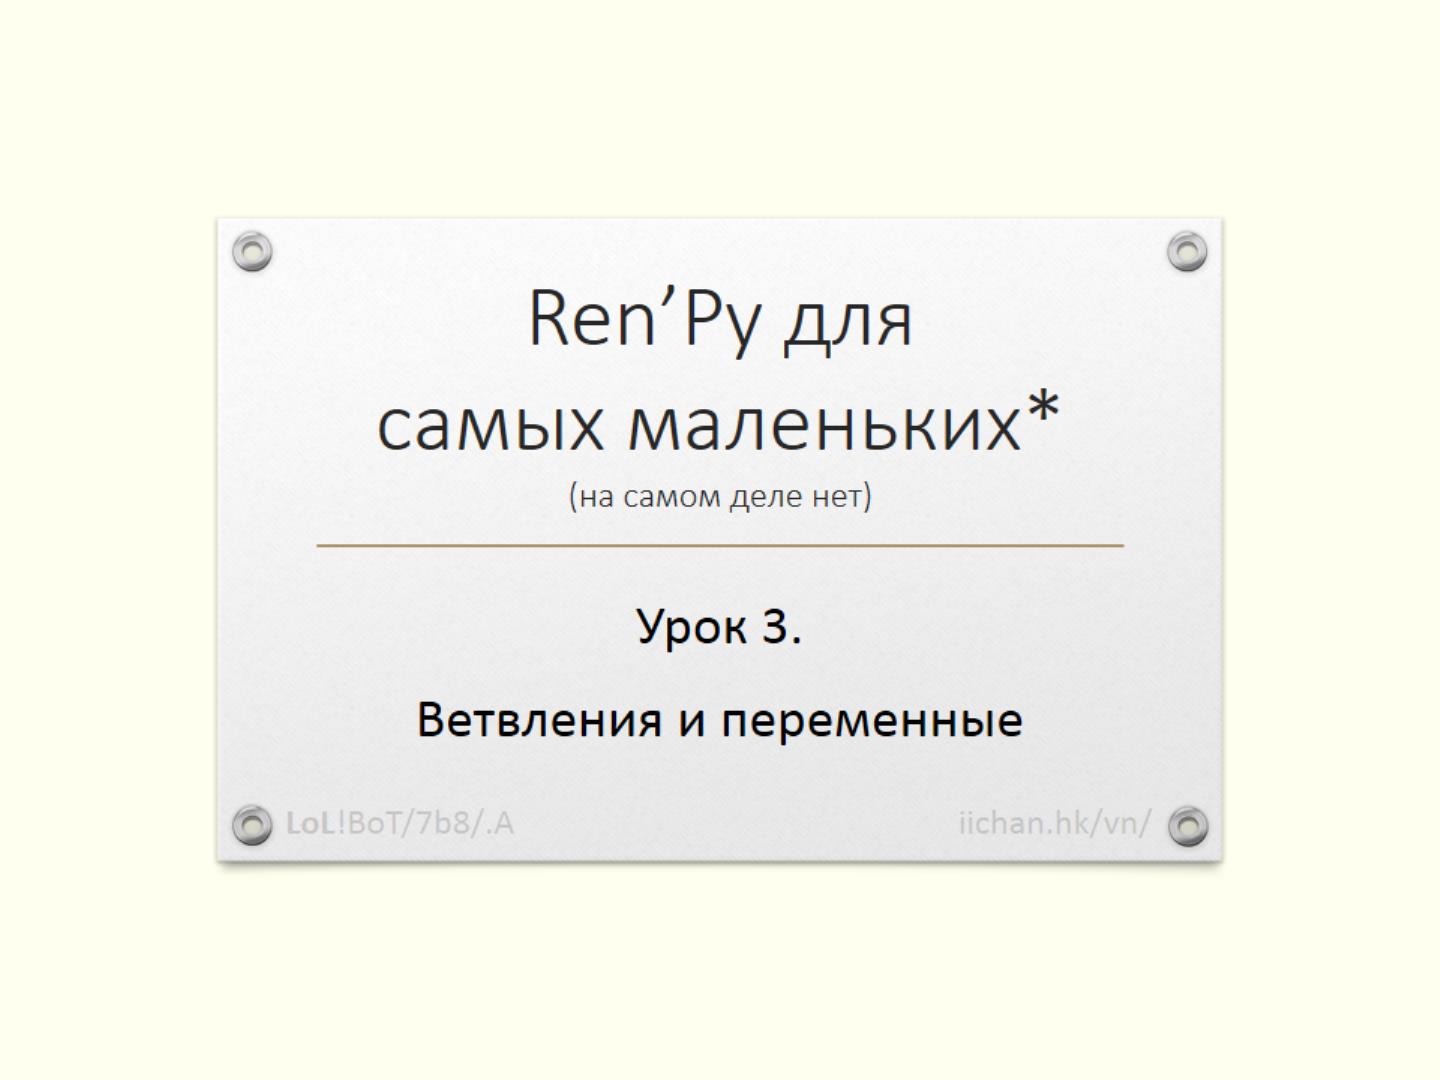 Ren’Py для
самых маленьких*
(на самом деле нет)
Урок 3.
Ветвления и переменные
LoL!BoT/7b8/.A
iichan.hk/vn/